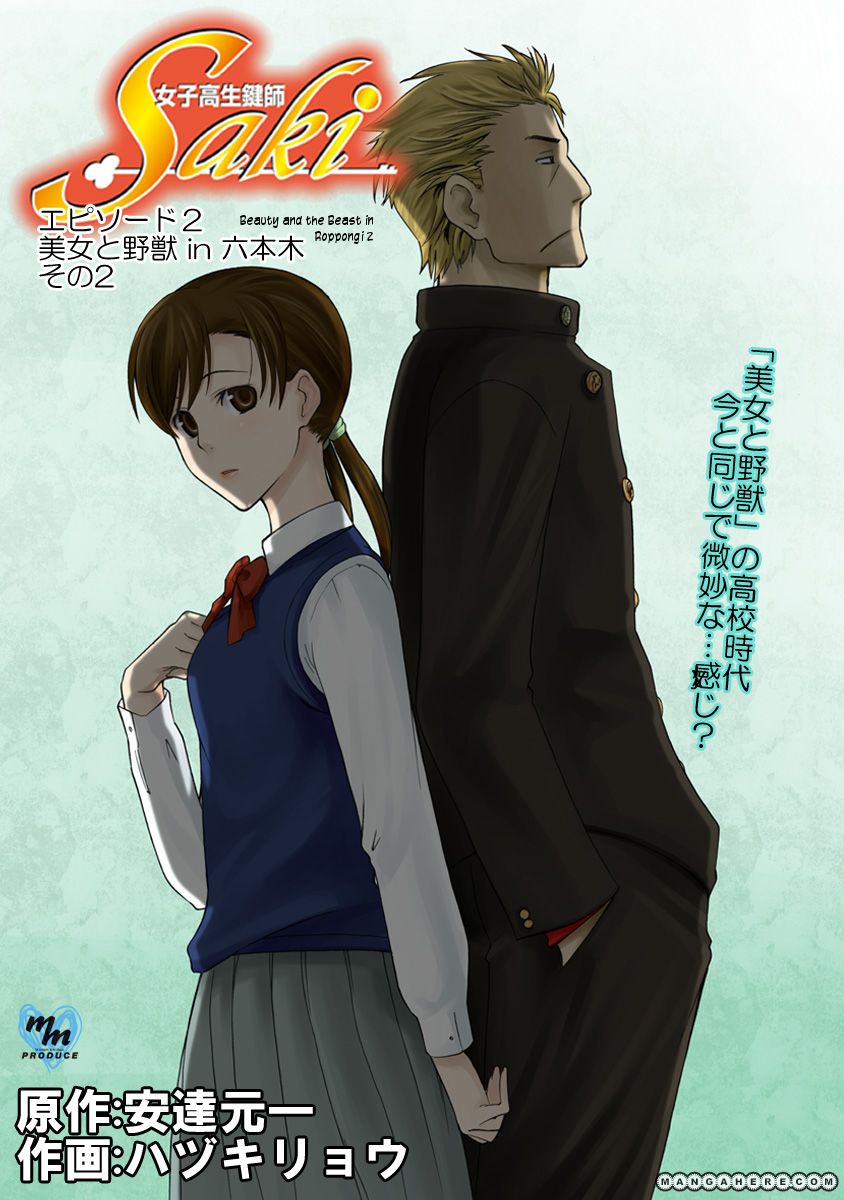 女子高生鍵師
Saki
エピソード2
美女と野獣 in 六本木
その2
Beauty and the Beast in
Roppongi 2
「美女と野獣」の高校時代
今と同じで微妙な…感じ?
mm
PRODUCE
原作:安達元一
作画:ハヅキリョウ
MANGAHERE.COM